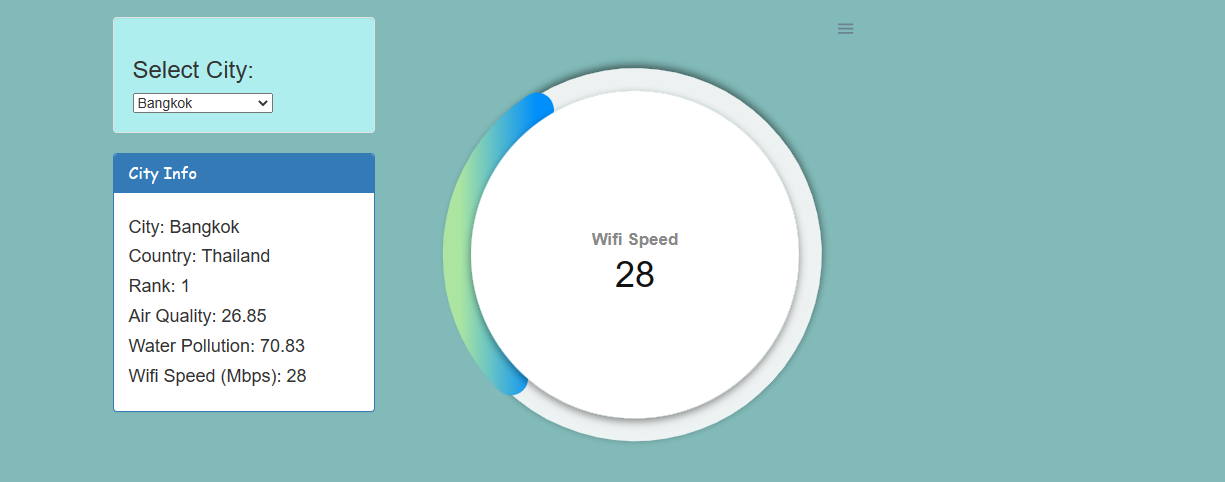 Select City:
Bangkok
City Info
City: Bangkok
Country: Thailand
Rank: 1
Air Quality: 26.85
Water Pollution: 70.83
Wifi Speed (Mbps): 28
Wifi Speed
28